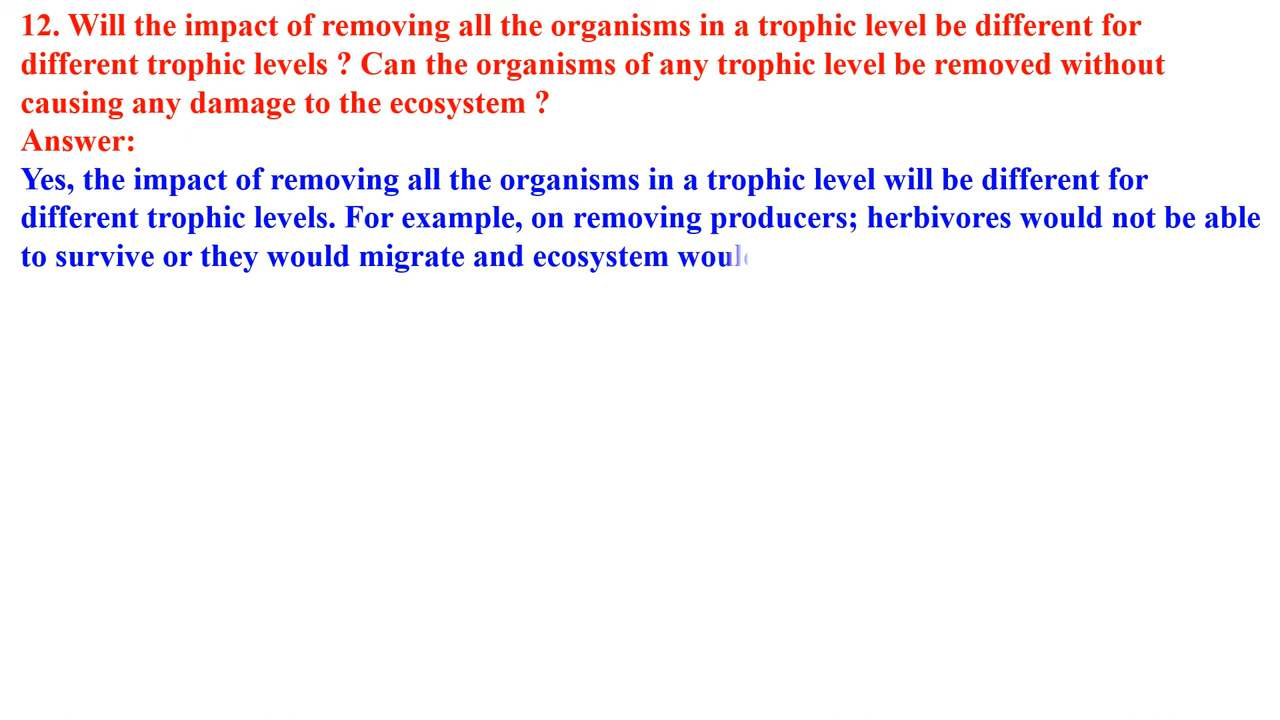 12. Will the impact of removing all the organisms in a trophic level be different for
different trophic levels ? Can the organisms of any trophic level be removed without
causing any damage to the ecosystem ?
Answer:
Yes, the impact of removing all the organisms in a trophic level will be different for
different trophic levels. For example, on removing producers; herbivores would not be able
to survive or they would migrate and ecosystem